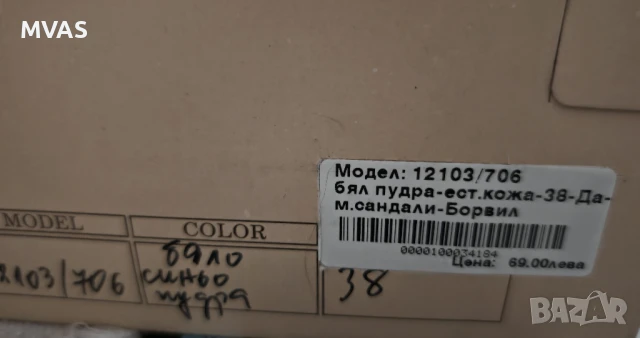 MVAS
Модел: 12103/706
бял пудра-ест.кожа-38-Да-
м.сандали-Борвил
0000100034184
Цена: 69.00лева
MODEL
COLOR
2103/706
бяло
синьо
пудра
38
BAZAR